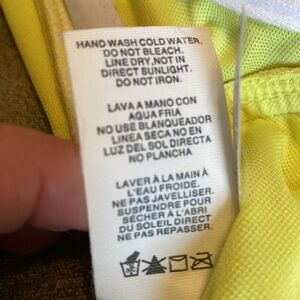 HAND WASH COLD WATER.
DO NOT BLEACH.
LINE DRY.NOT IN
DIRECT SUNLIGHT.
DO NOT IRON.
LAVA A MANO CON
AGUA FRIA
NO USE BLANQUEADOR
LINEA SECA NO EN
LUZ DEL SOL DIRECTA
NO PLANCHA
LAVER À LA MAIN À
L'EAU FROIDE.
NE PAS JAVELLISER.
SUSPENDRE POUR
SÉCHER À L'ABRI
DU SOLEIL DIRECT
NE PAS REPASSER.